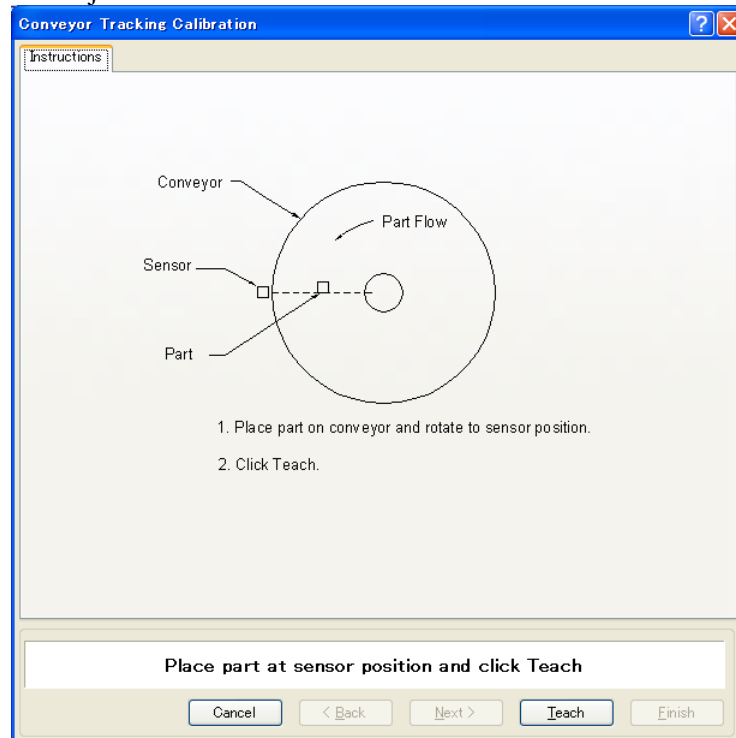 Conveyor Tracking Calibration
Instructions
Conveyor
Part Flow
Sensor
Part
1. Place part on conveyor and rotate to sensor position.
2. Click Teach.
Place part at sensor position and click Teach
Cancel
< Back
Next >
Teach
Finish